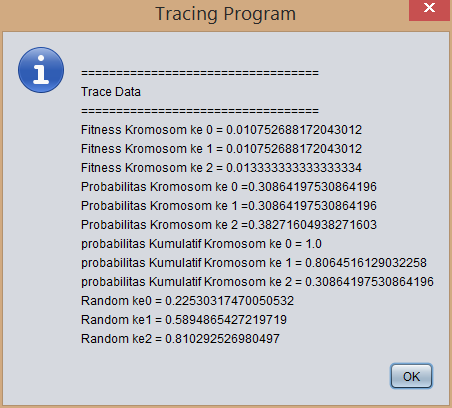 Tracing Program
==================================
Trace Data
==================================
Fitness Kromosom ke 0 = 0.010752688172043012
Fitness Kromosom ke 1 = 0.010752688172043012
Fitness Kromosom ke 2 = 0.013333333333333334
Probabilitas Kromosom ke 0 =0.30864197530864196
Probabilitas Kromosom ke 1 =0.30864197530864196
Probabilitas Kromosom ke 2 =0.38271604938271603
probabilitas Kumulatif Kromosom ke 0 = 1.0
probabilitas Kumulatif Kromosom ke 1 = 0.8064516129032258
probabilitas Kumulatif Kromosom ke 2 = 0.30864197530864196
Random ke0 = 0.22530317470050532
Random ke1 = 0.5894865427219719
Random ke2 = 0.810292526980497
OK